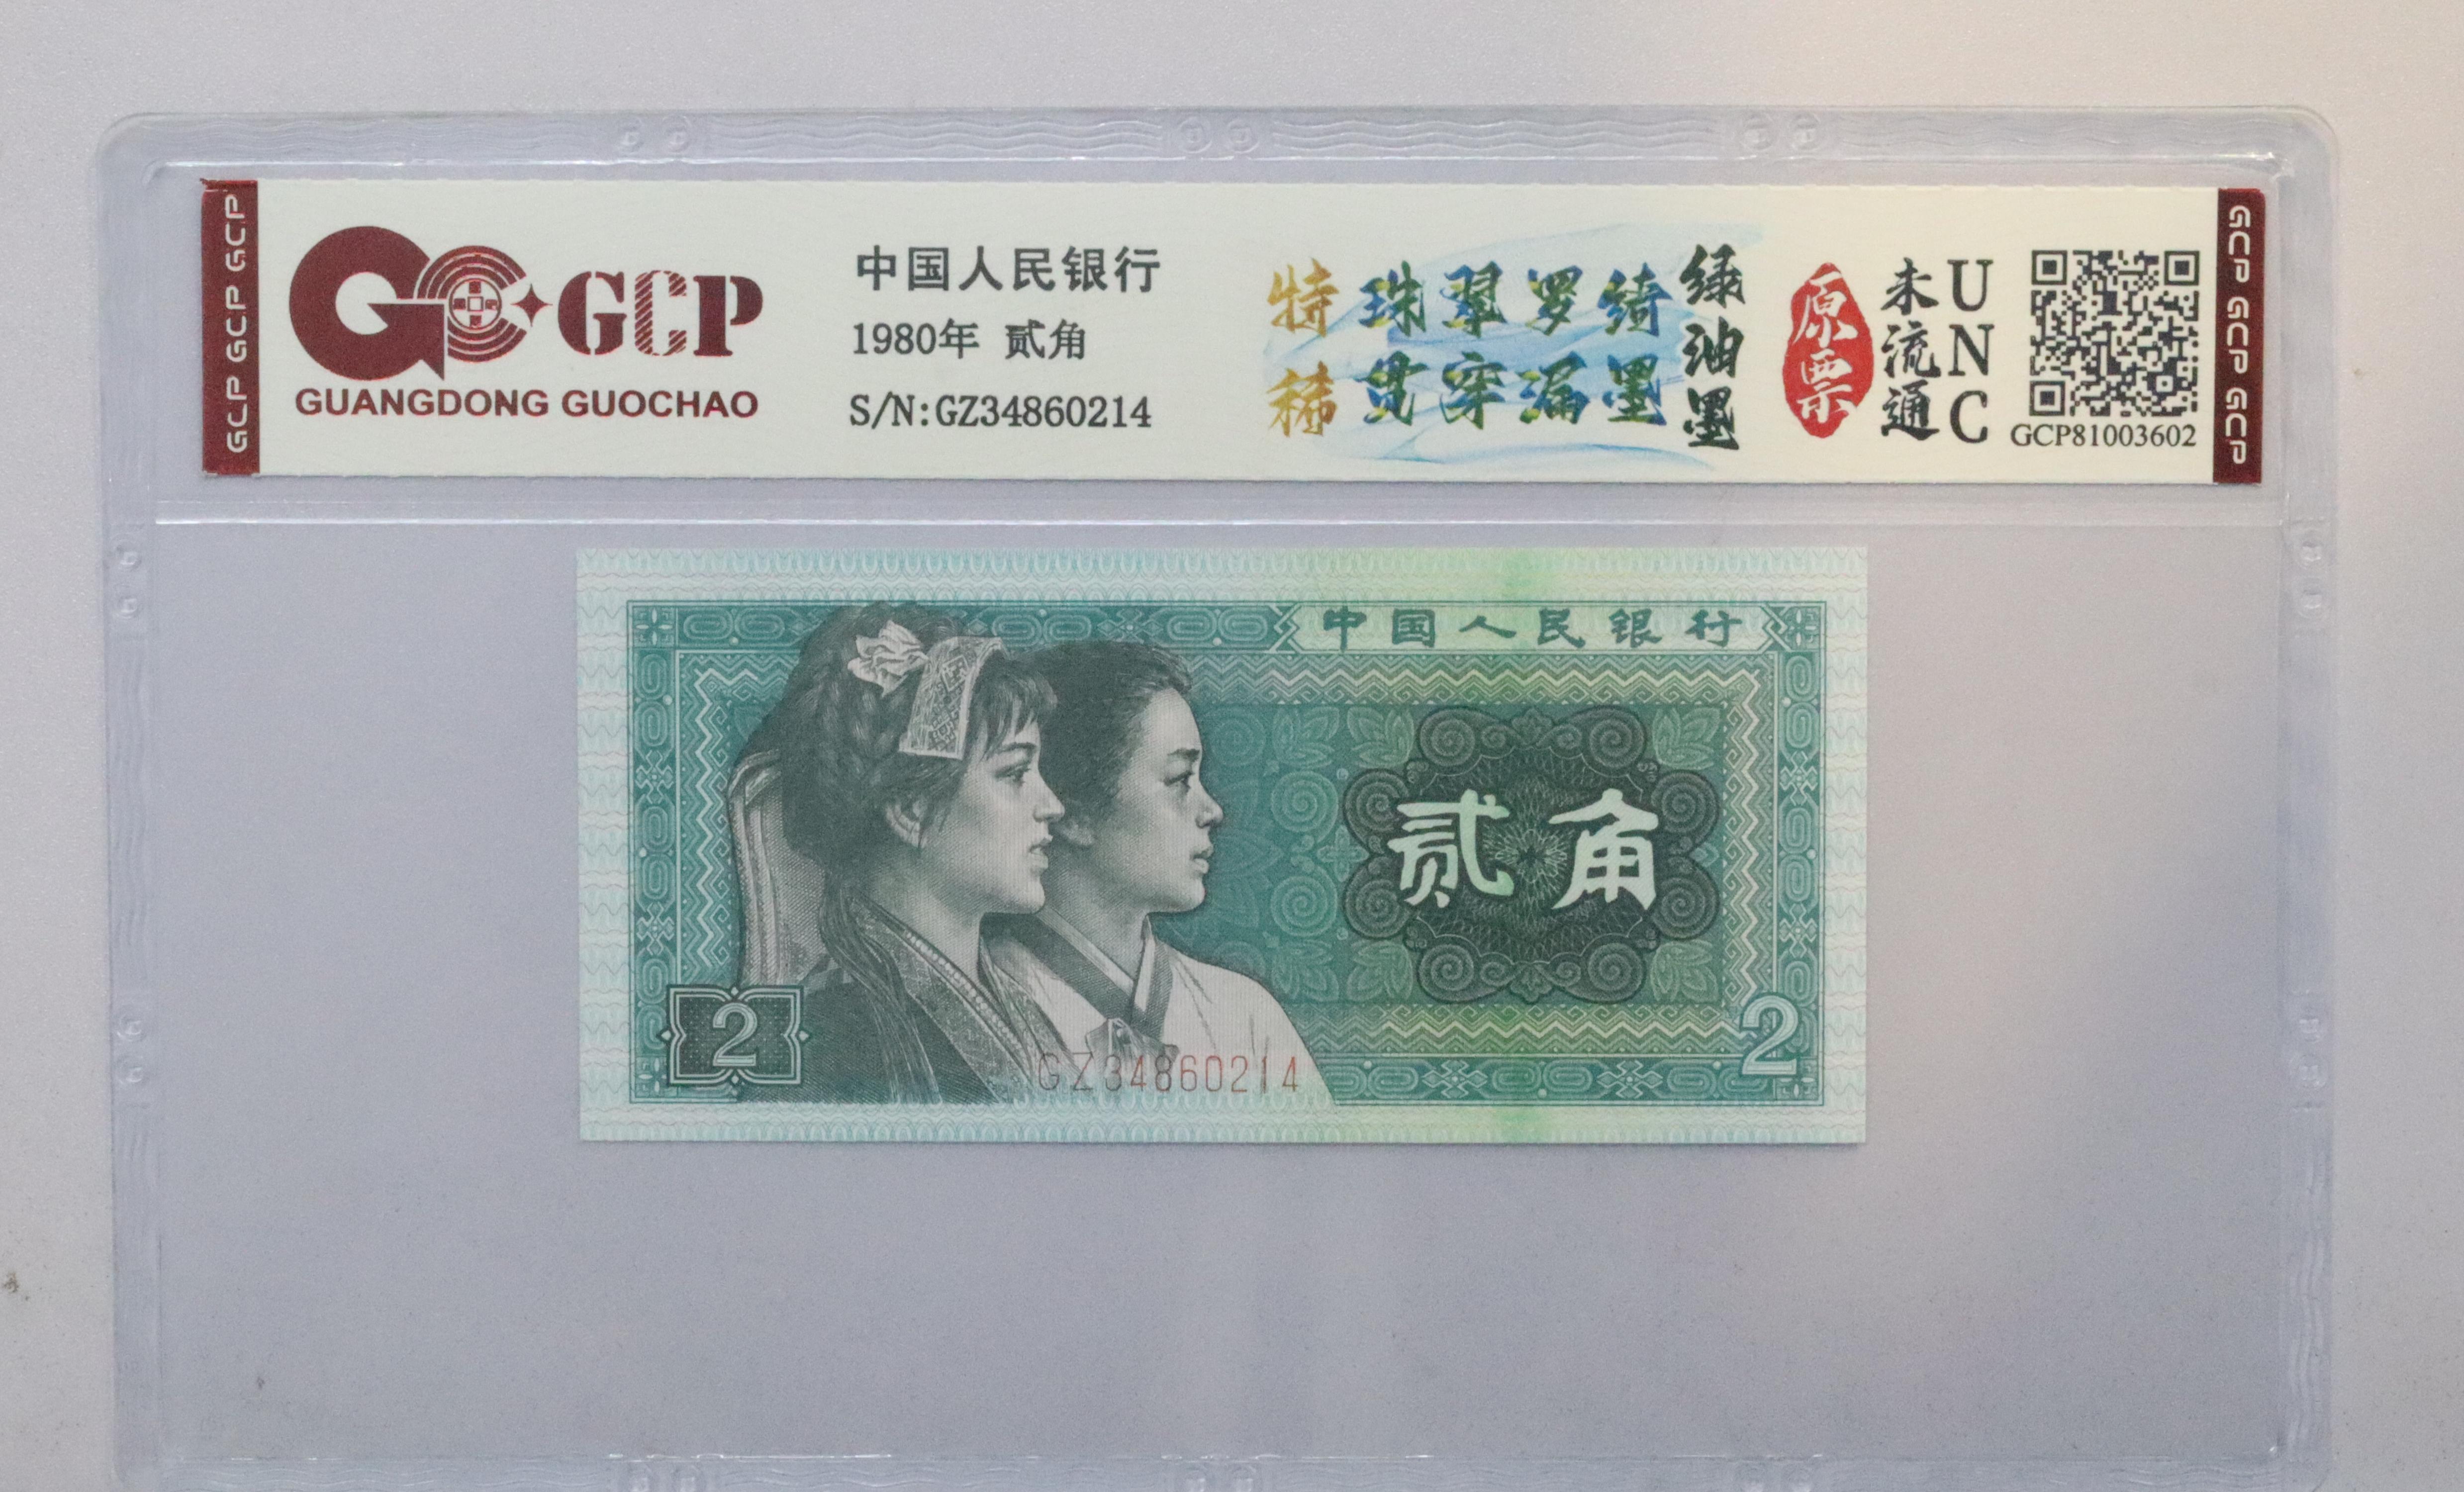 GCP GCP GCP
GCP
GUANGDONG GUOCHAO
中国人民银行
1980年 贰角
S/N:GZ34860214
特稀
珠翠罗绮
贯穿漏墨
绿油墨
原票
未流通
UNC
GCP81003602
GCP GCP GCP
中国人民银行
贰角
2
2
GZ34860214